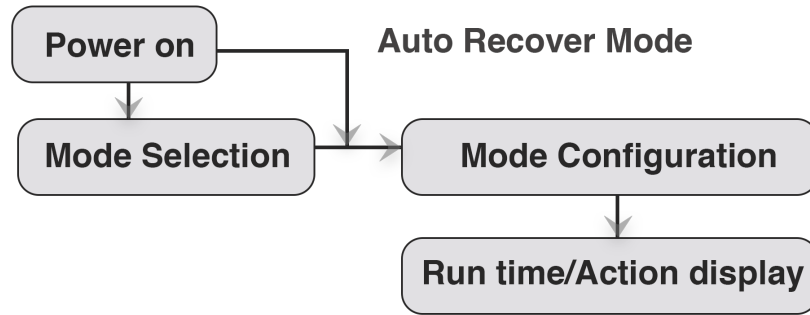 Power on
Auto Recover Mode
Mode Selection
Mode Configuration
Run time/Action display